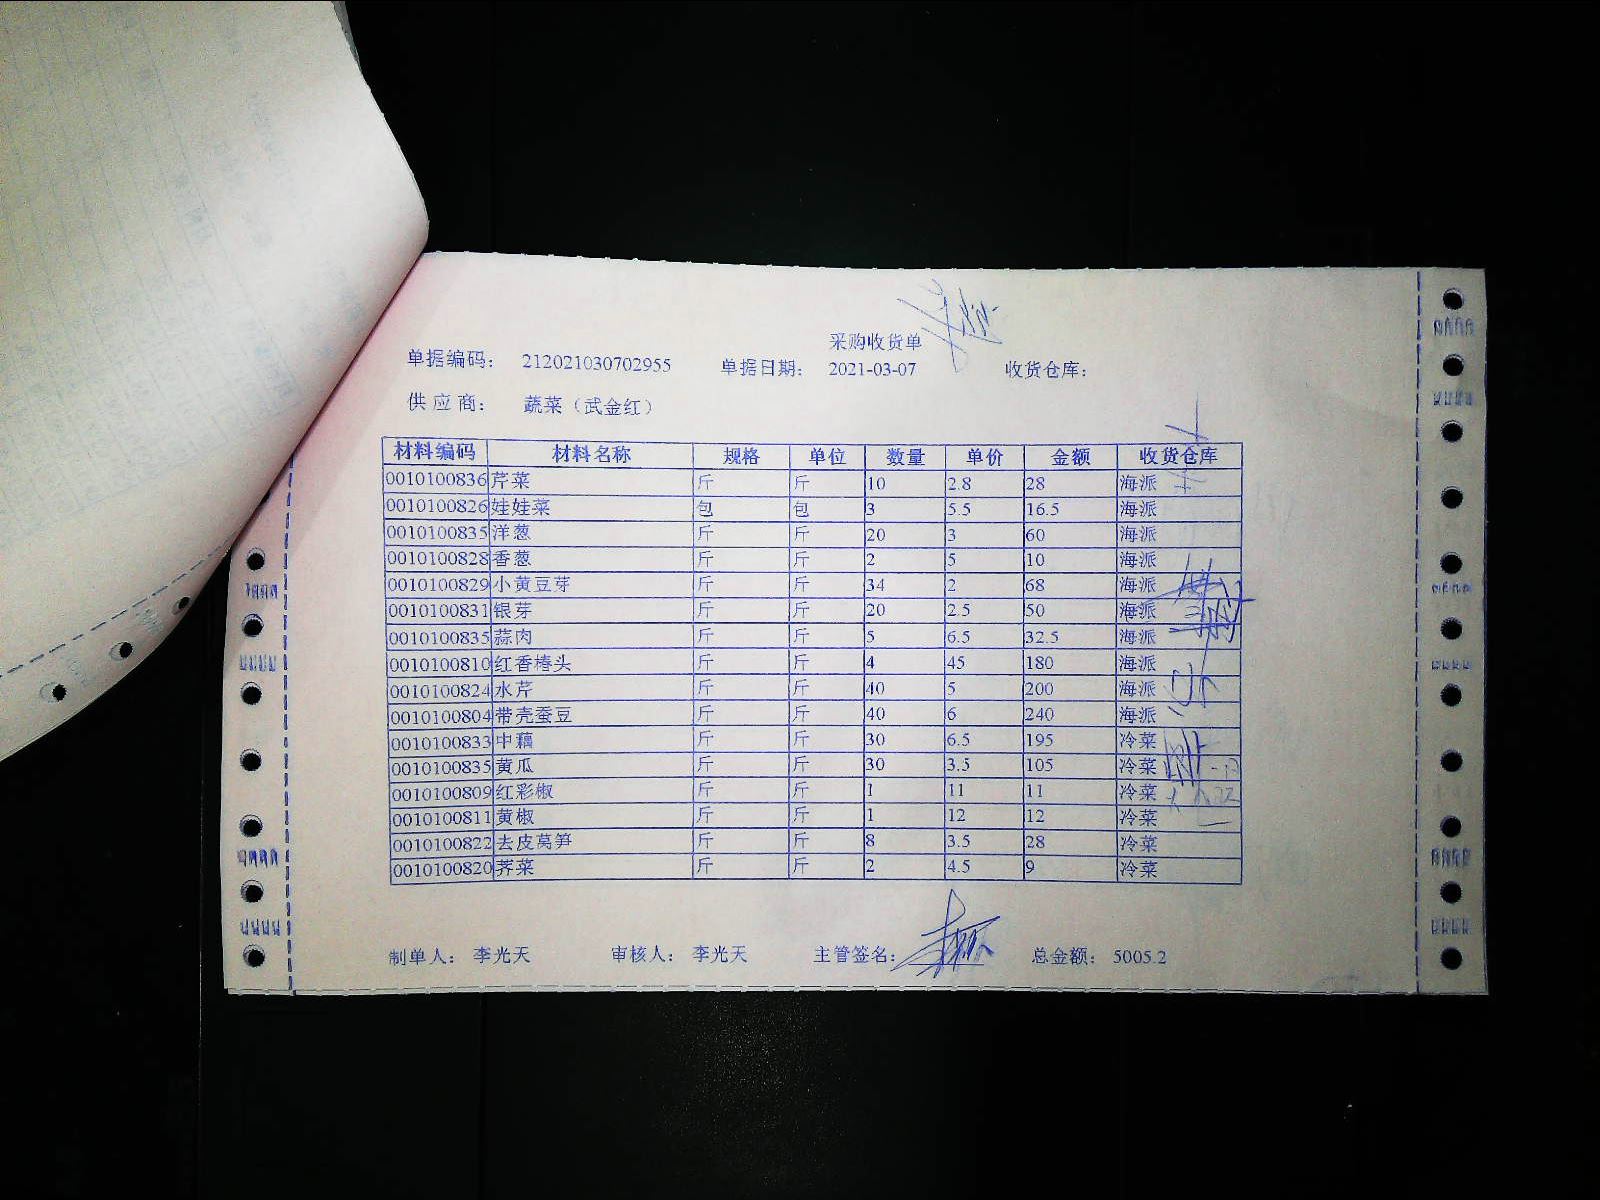 采购收货单
单据编码： 212021030702955 单据日期： 2021-03-07 收货仓库：
供应商： 蔬菜（武金红）
材料编码 材料名称 规格 单位 数量 单价 金额 收货仓库
0010100836 芹菜 斤 斤 10 2.8 28 海派
0010100826 娃娃菜 包 包 3 5.5 16.5 海派
0010100835 洋葱 斤 斤 20 3 60 海派
0010100828 香葱 斤 斤 2 5 10 海派
0010100829 小黄豆芽 斤 斤 34 2 68 海派
0010100831 银芽 斤 斤 20 2.5 50 海派
0010100835 蒜肉 斤 斤 5 6.5 32.5 海派
0010100810 红香椿头 斤 斤 4 45 180 海派
0010100824 水芹 斤 斤 40 5 200 海派
0010100804 带壳蚕豆 斤 斤 40 6 240 海派
0010100833 中藕 斤 斤 30 6.5 195 冷菜
0010100835 黄瓜 斤 斤 30 3.5 105 冷菜
0010100809 红彩椒 斤 斤 1 11 11 冷菜
0010100811 黄椒 斤 斤 1 12 12 冷菜
0010100822 去皮莴笋 斤 斤 8 3.5 28 冷菜
0010100820 荠菜 斤 斤 2 4.5 9 冷菜
制单人： 李光天 审核人： 李光天 主管签名： 总金额： 5005.2